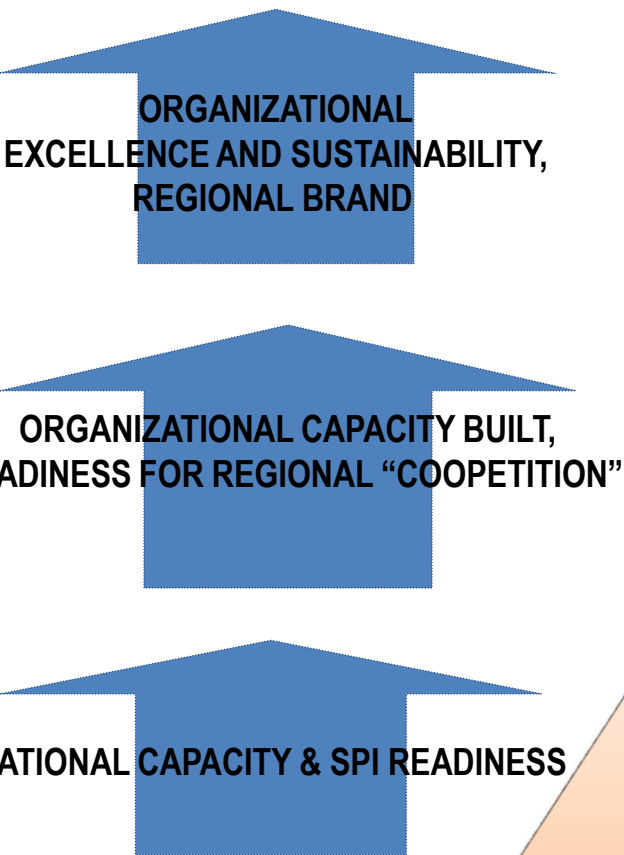 ORGANIZATIONAL
EXCELLENCE AND SUSTAINABILITY,
REGIONAL BRAND
ORGANIZATIONAL CAPACITY BUILT,
ADINESS FOR REGIONAL “COOPETITION”
ATIONAL CAPACITY & SPI READINESS